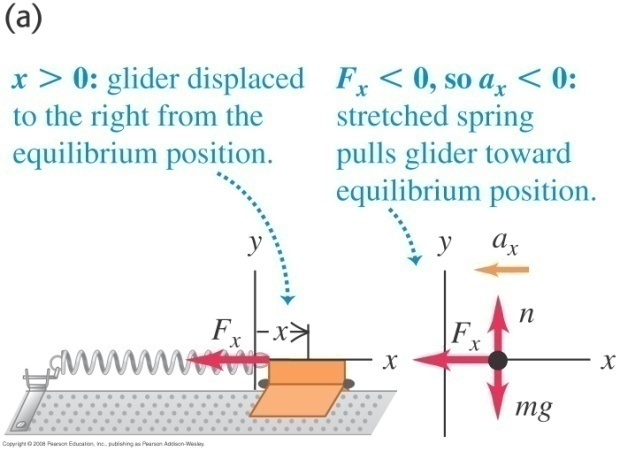 (a)
x > 0: glider displaced
to the right from the
equilibrium position.
Fx < 0, so ax < 0:
stretched spring
pulls glider toward
equilibrium position.
y
Fx
x
x
y
ax
n
Fx
x
mg
Copyright © 2008 Pearson Education, Inc., publishing as Pearson Addison-Wesley.